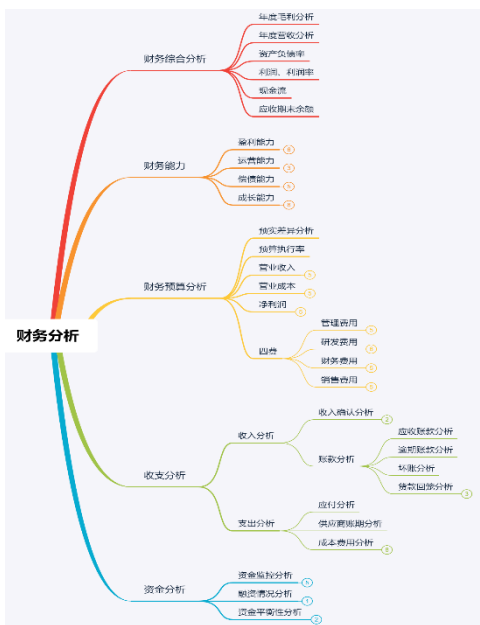 财务分析
财务综合分析
年度毛利分析
年度营收分析
资产负债率
利润、利润率
现金流
应收期末余额
财务能力
盈利能力
运营能力
偿债能力
成长能力
财务预算分析
预实差异分析
预算执行率
营业收入
营业成本
净利润
四费
管理费用
研发费用
财务费用
销售费用
收支分析
收入分析
收入确认分析
账款分析
应收账款分析
逾期账款分析
坏账分析
货款回笼分析
支出分析
应付分析
供应商账期分析
成本费用分析
资金分析
资金监控分析
融资情况分析
资金平衡性分析